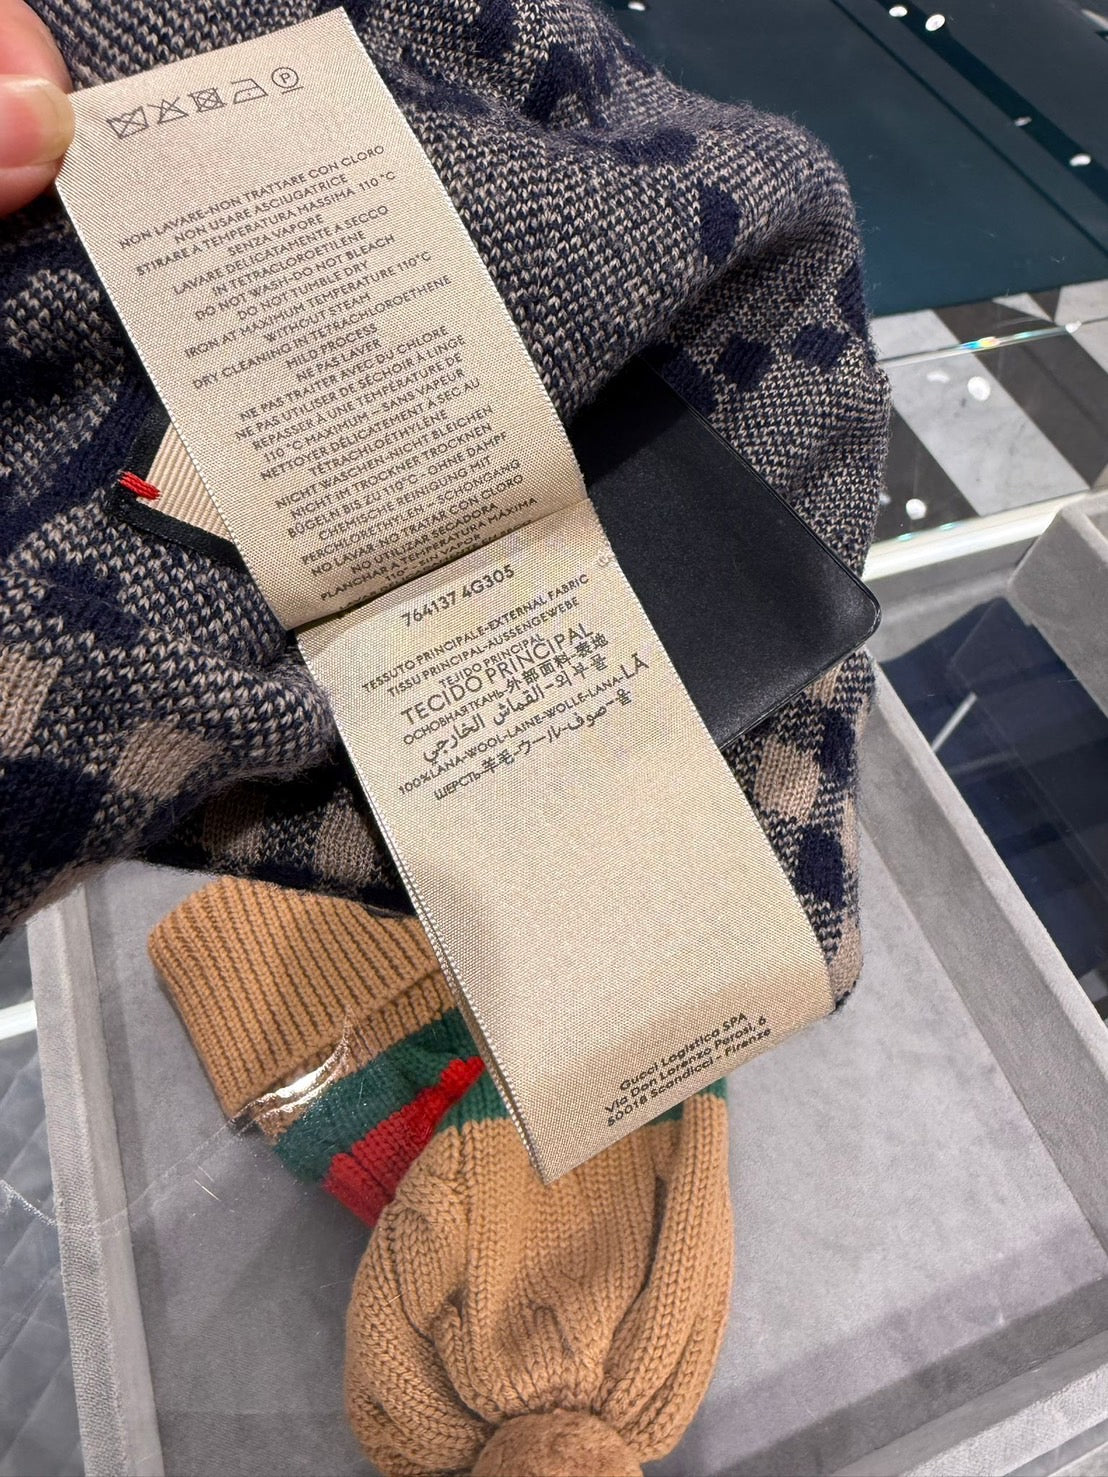 P
NON LAVARE-NON TRATTARE CON CLORO
NON USARE ASCIUGATRICE
STIRARE A TEMPERATURA MASSIMA 110°C
SENZA VAPORE
LAVARE DELICATAMENTE A SECCO
IN TETRACLOROETILENE
DO NOT WASH-DO NOT BLEACH
DO NOT TUMBLE DRY
IRON AT MAXIMUM TEMPERATURE 110°C
WITHOUT STEAM
DRY CLEANING IN TETRACHLOROETHENE
MILD PROCESS
NE PAS LAVER
NE PAS TRAITER AVEC DU CHLORE
NE PAS UTILISER DE SÉCHOIR À LINGE
REPASSER À UNE TEMPÉRATURE DE
110 °C MAXIMUM – SANS VAPEUR
NETTOYER DÉLICATEMENT À SEC AU
TÉTRACHLOÉTHYLÈNE
NICHT WASCHEN-NICHT BLEICHEN
NICHT IM TROCKNER TROCKNEN
BÜGELN BIS ZU 110°C – OHNE DAMPF
CHEMISCHE REINIGUNG MIT
PERCHLORETHYLEN – SCHONGANG
NO LAVAR-NO TRATAR CON CLORO
NO UTILIZAR SECADORA
PLANCHAR A TEMPERATURA MÁXIMA
110°-SIN VAPOR
764137 4G305
TESSUTO PRINCIPALE-EXTERNAL FABRIC
TISSU PRINCIPAL-AUSSENGEWEBE
TEJIDO PRINCIPAL
TECIDO PRINCIPAL
ОСНОВНАЯ ТКАНЬ-外部面料-表地
외부몰-القماش الخارجي
100%LANA-WOOL-LAINE-WOLLE-LANA-LÃ
ШЕРСТЬ-羊毛-ウール-صوف-울
Gucci Logistica SPA
Via Don Lorenzo Perosi, 6
50018 Scandicci - Firenze